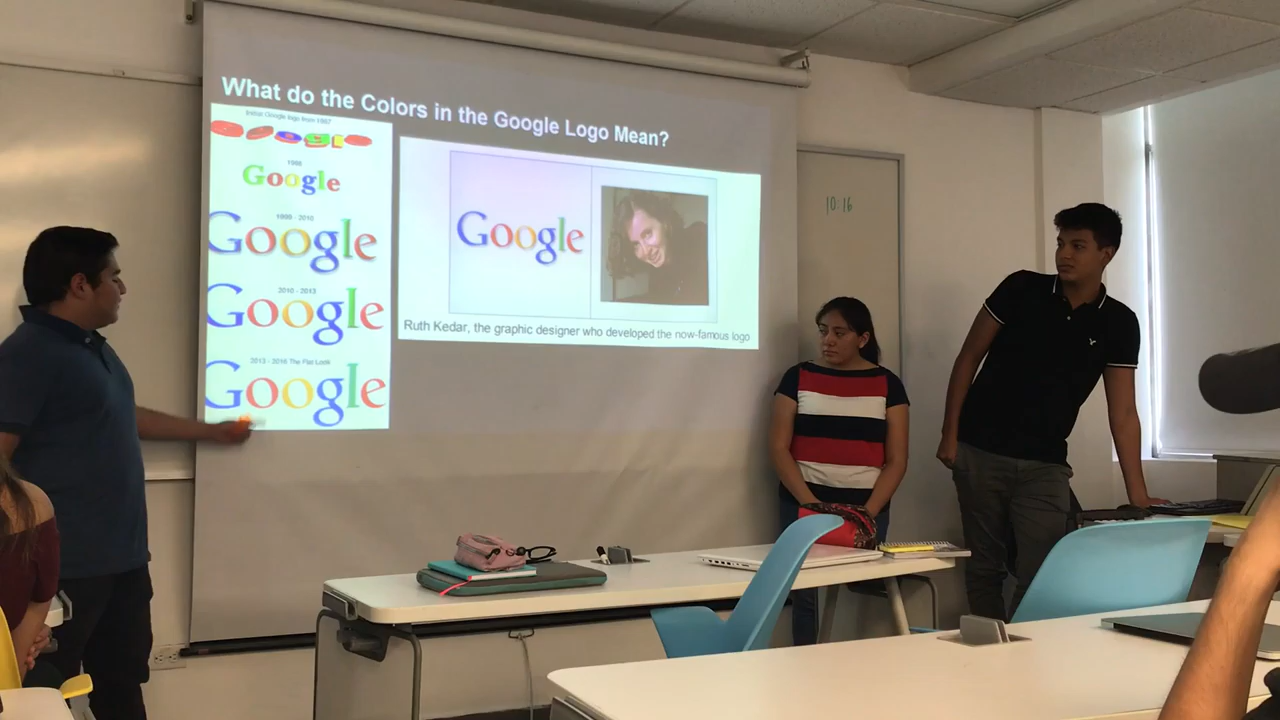 What do the Colors in the Google Logo Mean?
Initial Google logo from 1997
Google
1998
Google
1999 - 2010
Google
2010 - 2013
Google
2013 - 2016 The Flat Look
Google
Google
Ruth Kedar, the graphic designer who developed the now-famous logo
10:16